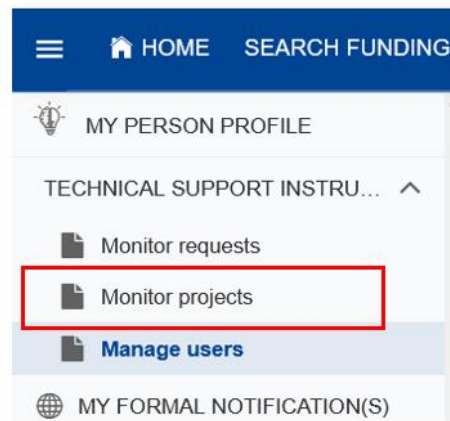 HOME SEARCH FUNDING
MY PERSON PROFILE
TECHNICAL SUPPORT INSTRU...
Monitor requests
Monitor projects
Manage users
MY FORMAL NOTIFICATION(S)